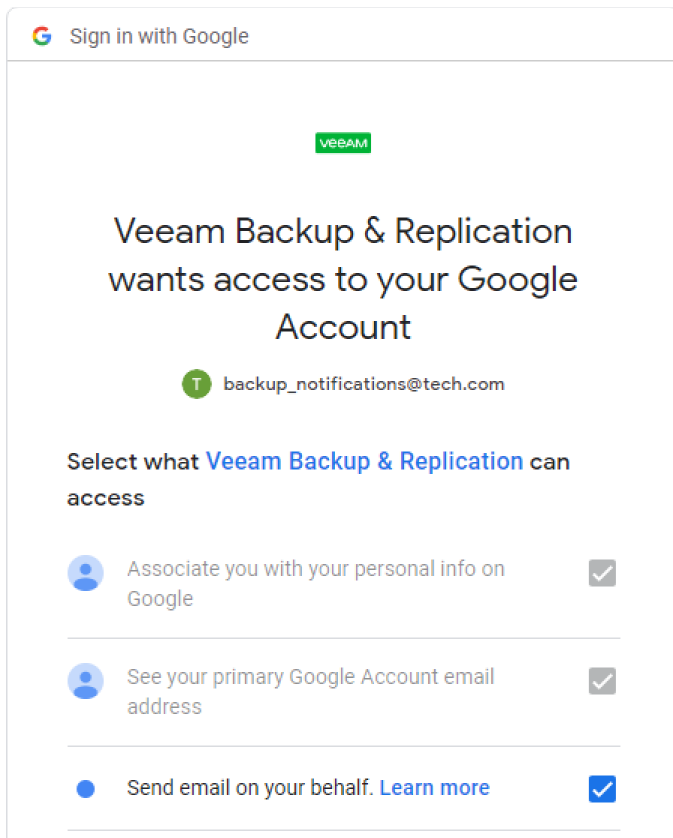 Sign in with Google
veeAM
Veeam Backup & Replication
wants access to your Google
Account
T backup_notifications@tech.com
Select what Veeam Backup & Replication can
access
Associate you with your personal info on
Google
See your primary Google Account email
address
Send email on your behalf. Learn more